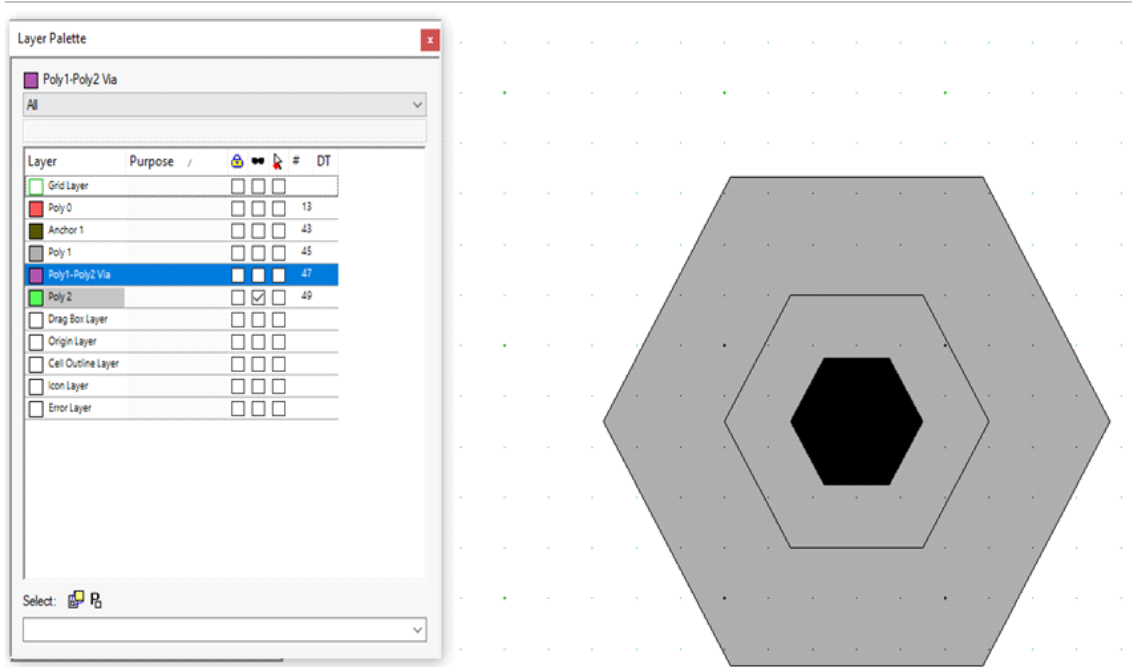 Layer Palette
x
Poly1-Poly2 Via
All
Layer Purpose / # DT
Grid Layer
Poly 0 13
Anchor 1 43
Poly 1 45
Poly1-Poly2 Via 47
Poly 2 49
Drag Box Layer
Origin Layer
Cell Outline Layer
Icon Layer
Error Layer
Select: